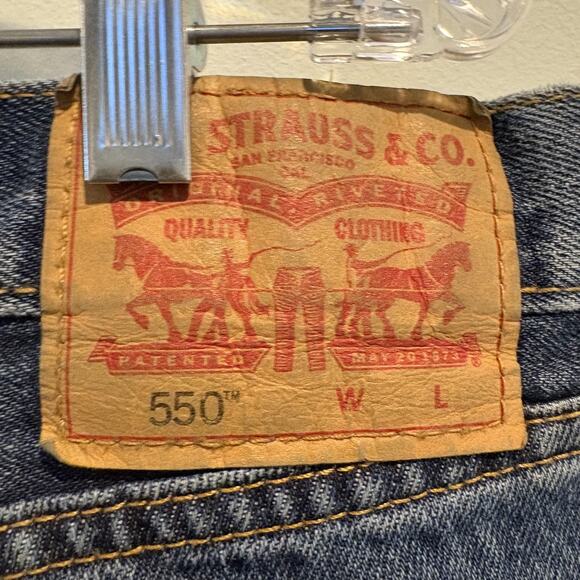 STRAUSS & CO.
SAN FRANCISCO
CAL.
ORIGINAL RIVETED
QUALITY CLOTHING
PATENTED MAY 20 1873
550™ W L